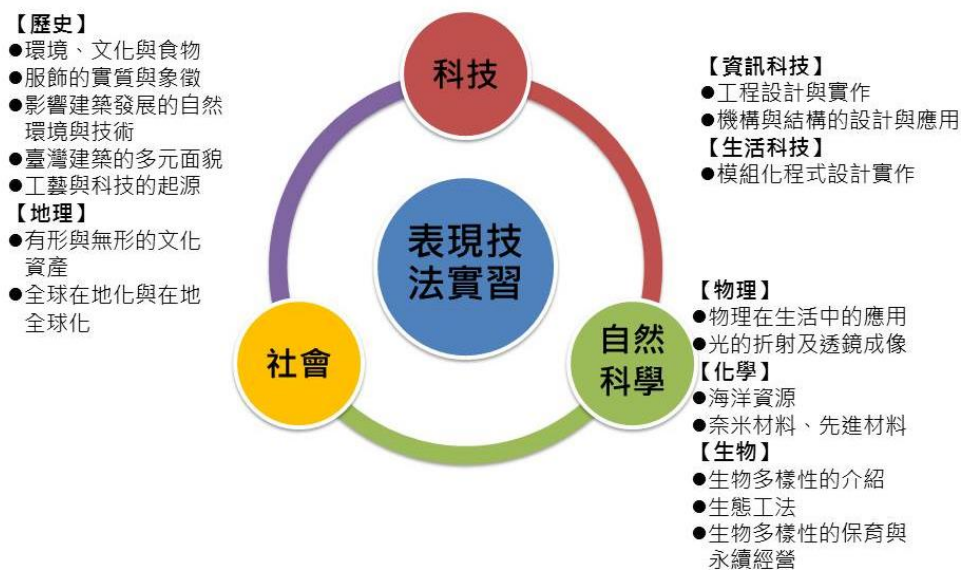 【歷史】
●環境、文化與食物
●服飾的實質與象徵
●影響建築發展的自然
環境與技術
●臺灣建築的多元面貌
●工藝與科技的起源
【地理】
●有形與無形的文化
資產
●全球在地化與在地
全球化
科技
表現技
法實習
社會
自然
科學
【資訊科技】
●工程設計與實作
●機構與結構的設計與應用
【生活科技】
●模組化程式設計實作
【物理】
●物理在生活中的應用
●光的折射及透鏡成像
【化學】
●海洋資源
●奈米材料、先進材料
【生物】
●生物多樣性的介紹
●生態工法
●生物多樣性的保育與
永續經營